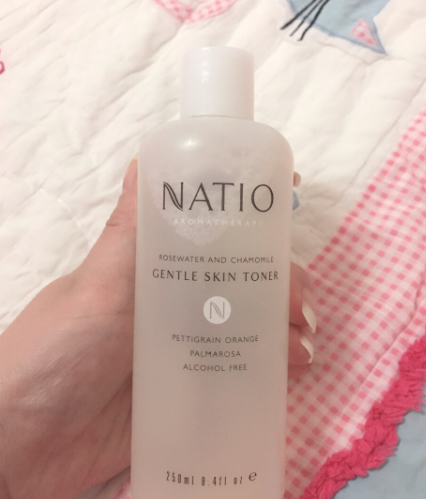 NATIO
AROMATHERAPY
ROSEWATER AND CHAMOMILE
GENTLE SKIN TONER
N
PETTIGRAIN ORANGE
PALMAROSA
ALCOHOL FREE
250ml 8.4fl oz e